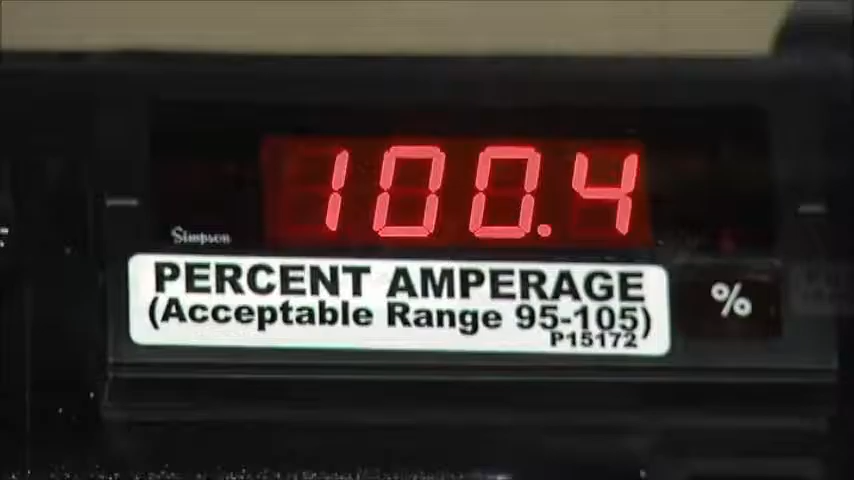 100.4
Simpson
PERCENT AMPERAGE
(Acceptable Range 95-105)
P15172
%